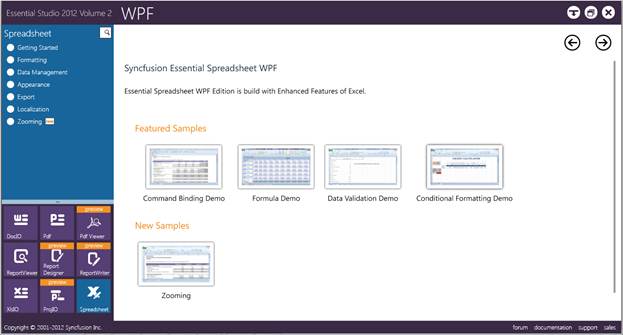 Essential Studio 2012 Volume 2
WPF
Spreadsheet
Getting Started
Formatting
Data Management
Appearance
Export
Localization
Zooming
Syncfusion Essential Spreadsheet WPF
Essential Spreadsheet WPF Edition is build with Enhanced Features of Excel.
Featured Samples
Command Binding Demo
Formula Demo
Data Validation Demo
Conditional Formatting Demo
New Samples
Zooming
preview
DocIO
Pdf
Pdf Viewer
preview
preview
ReportViewer
Report Designer
ReportWriter
preview
XlsIO
ProjIO
Spreadsheet
Copyright © 2001-2012 Syncfusion Inc.
forum documentation support sales